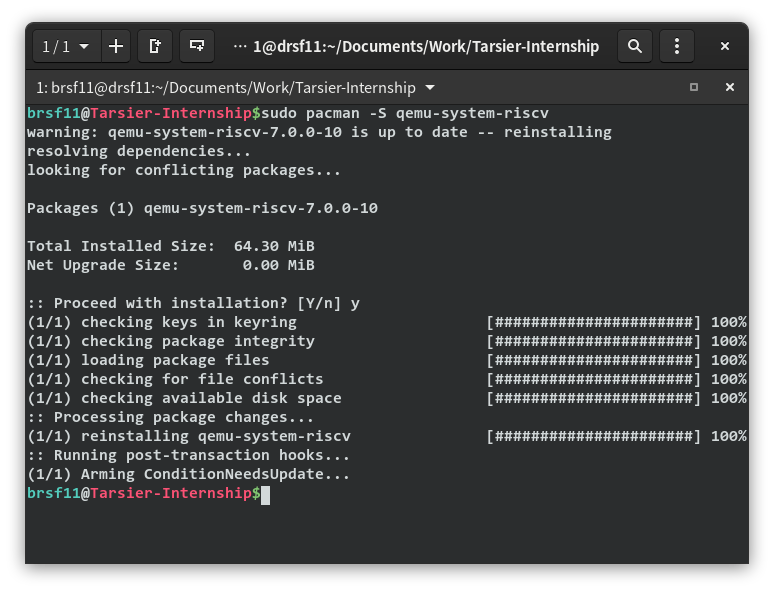 1 / 1
··· 1@drsf11:~/Documents/Work/Tarsier-Internship
1: brsf11@drsf11:~/Documents/Work/Tarsier-Internship
brsf11@Tarsier-Internship$sudo pacman -S qemu-system-riscv
warning: qemu-system-riscv-7.0.0-10 is up to date -- reinstalling
resolving dependencies...
looking for conflicting packages...
Packages (1) qemu-system-riscv-7.0.0-10
Total Installed Size:  64.30 MiB
Net Upgrade Size:       0.00 MiB
:: Proceed with installation? [Y/n] y
(1/1) checking keys in keyring [######################] 100%
(1/1) checking package integrity [######################] 100%
(1/1) loading package files [######################] 100%
(1/1) checking for file conflicts [######################] 100%
(1/1) checking available disk space [######################] 100%
:: Processing package changes...
(1/1) reinstalling qemu-system-riscv [######################] 100%
:: Running post-transaction hooks...
(1/1) Arming ConditionNeedsUpdate...
brsf11@Tarsier-Internship$